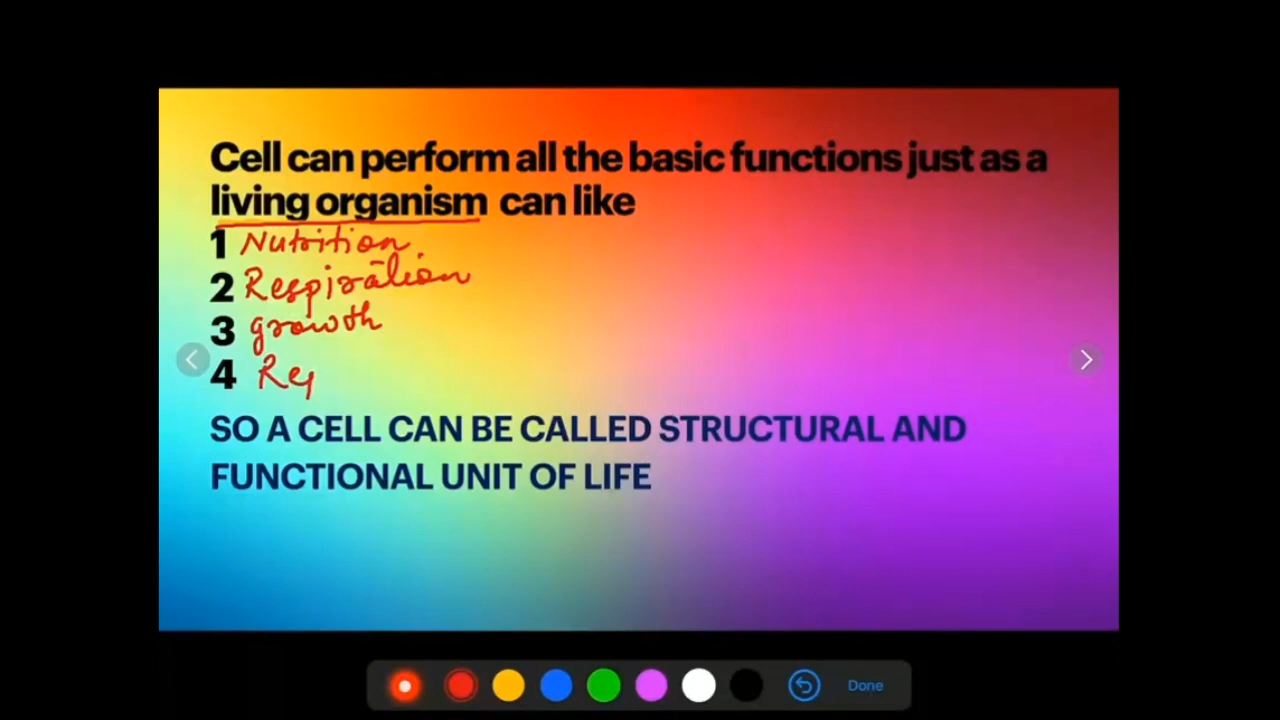 Cell can perform all the basic functions just as a
living organism can like
1 Nutrition
2 Respiration
3 growth
4 Rep
SO A CELL CAN BE CALLED STRUCTURAL AND
FUNCTIONAL UNIT OF LIFE
Done